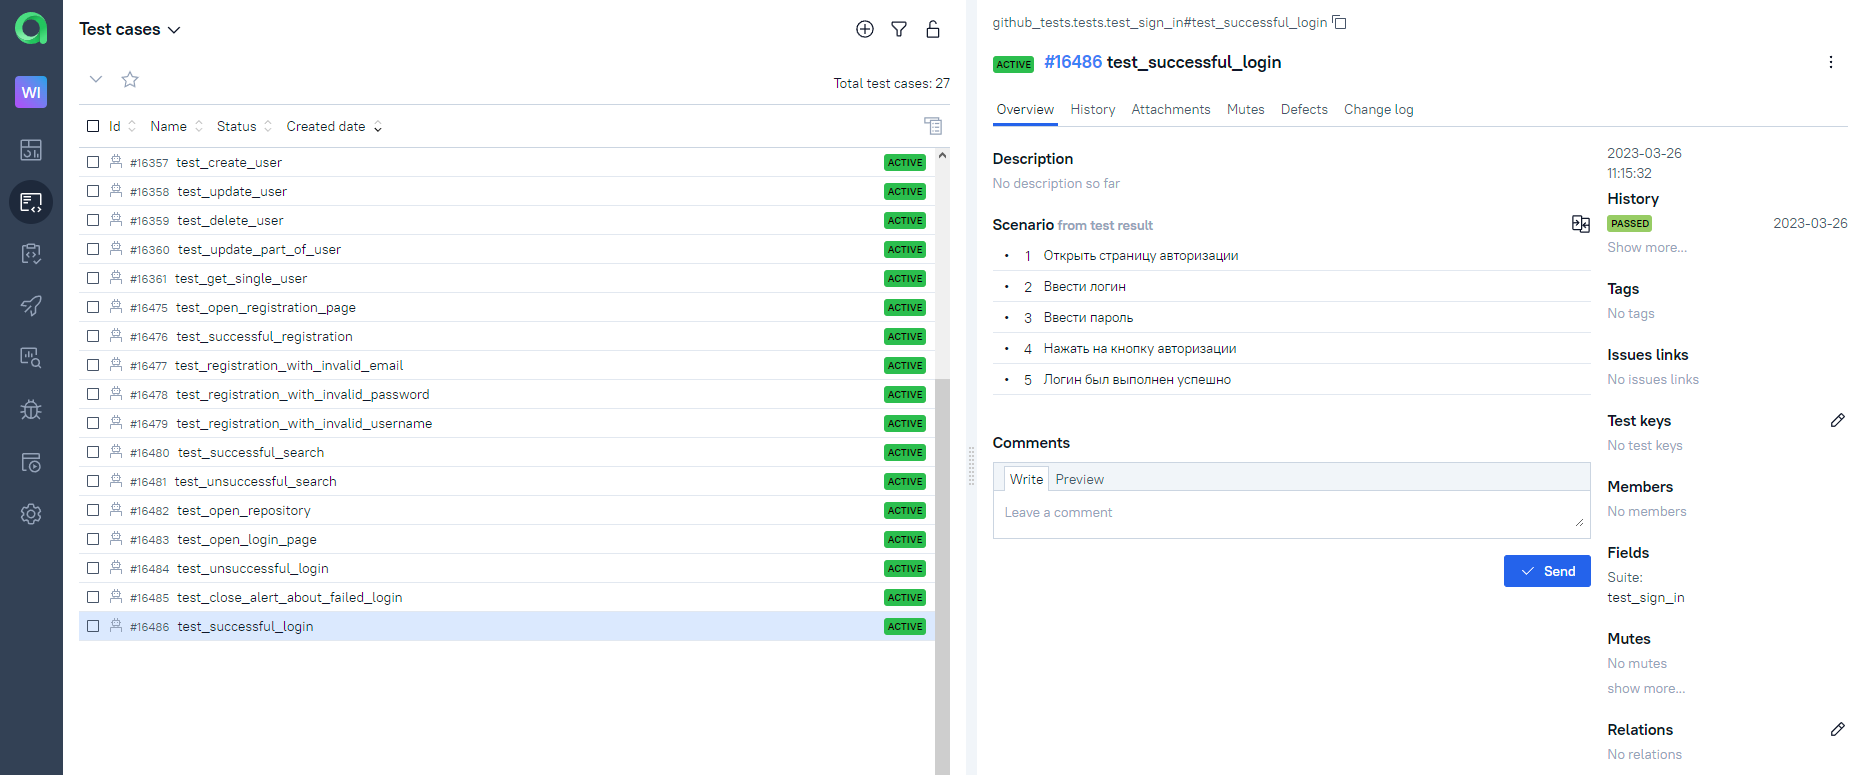 Test cases
WI
Total test cases: 27
Id Name Status Created date
#16357 test_create_user ACTIVE
#16358 test_update_user ACTIVE
#16359 test_delete_user ACTIVE
#16360 test_update_part_of_user ACTIVE
#16361 test_get_single_user ACTIVE
#16475 test_open_registration_page ACTIVE
#16476 test_successful_registration ACTIVE
#16477 test_registration_with_invalid_email ACTIVE
#16478 test_registration_with_invalid_password ACTIVE
#16479 test_registration_with_invalid_username ACTIVE
#16480 test_successful_search ACTIVE
#16481 test_unsuccessful_search ACTIVE
#16482 test_open_repository ACTIVE
#16483 test_open_login_page ACTIVE
#16484 test_unsuccessful_login ACTIVE
#16485 test_close_alert_about_failed_login ACTIVE
#16486 test_successful_login ACTIVE
github_tests.tests.test_sign_in#test_successful_login
ACTIVE #16486 test_successful_login
Overview History Attachments Mutes Defects Change log
Description
No description so far
Scenario from test result
• 1 Открыть страницу авторизации
• 2 Ввести логин
• 3 Ввести пароль
• 4 Нажать на кнопку авторизации
• 5 Логин был выполнен успешно
Comments
Write Preview
Leave a comment
Send
2023-03-26
11:15:32
History
PASSED 2023-03-26
Show more...
Tags
No tags
Issues links
No issues links
Test keys
No test keys
Members
No members
Fields
Suite:
test_sign_in
Mutes
No mutes
show more...
Relations
No relations